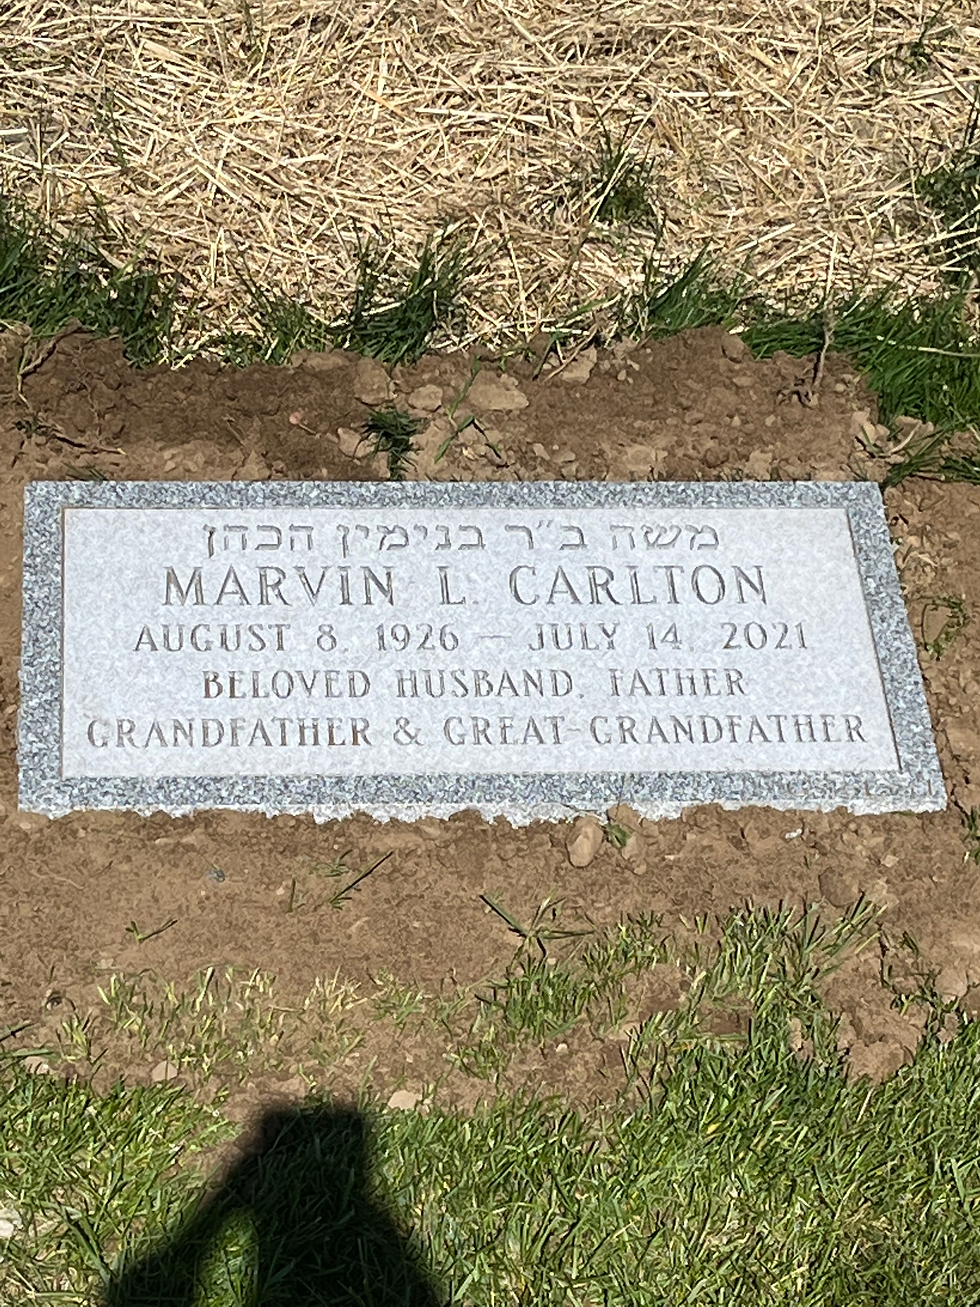 משה ב״ר בנימין הכהן
MARVIN L. CARLTON
AUGUST 8, 1926 – JULY 14, 2021
BELOVED HUSBAND, FATHER
GRANDFATHER & GREAT-GRANDFATHER